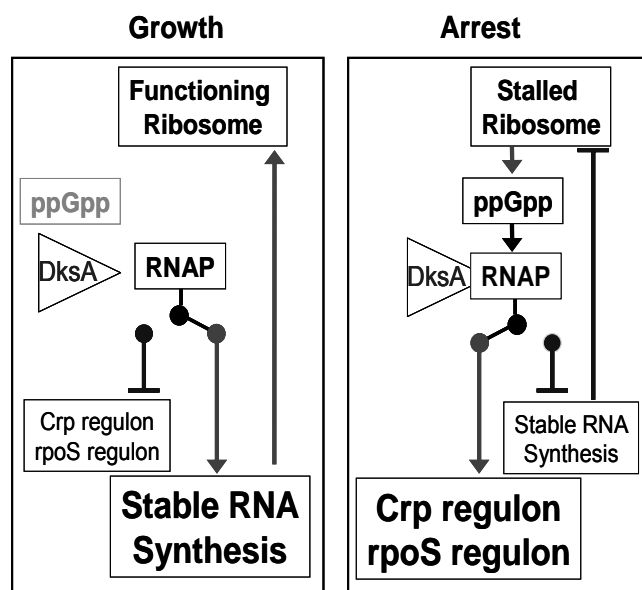 Growth
Functioning
Ribosome
ppGpp
DksA
RNAP
Crp regulon
rpoS regulon
Stable RNA
Synthesis
Arrest
Stalled
Ribosome
ppGpp
DksA
RNAP
Stable RNA
Synthesis
Crp regulon
rpoS regulon